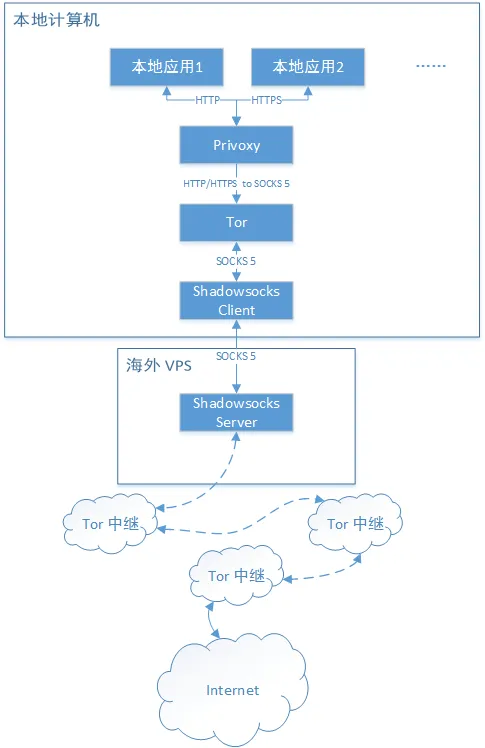 本地计算机
本地应用1
本地应用2
……
HTTP
HTTPS
Privoxy
HTTP/HTTPS to SOCKS 5
Tor
SOCKS 5
Shadowsocks
Client
SOCKS 5
海外 VPS
Shadowsocks
Server
Tor 中继
Tor 中继
Tor 中继
Internet